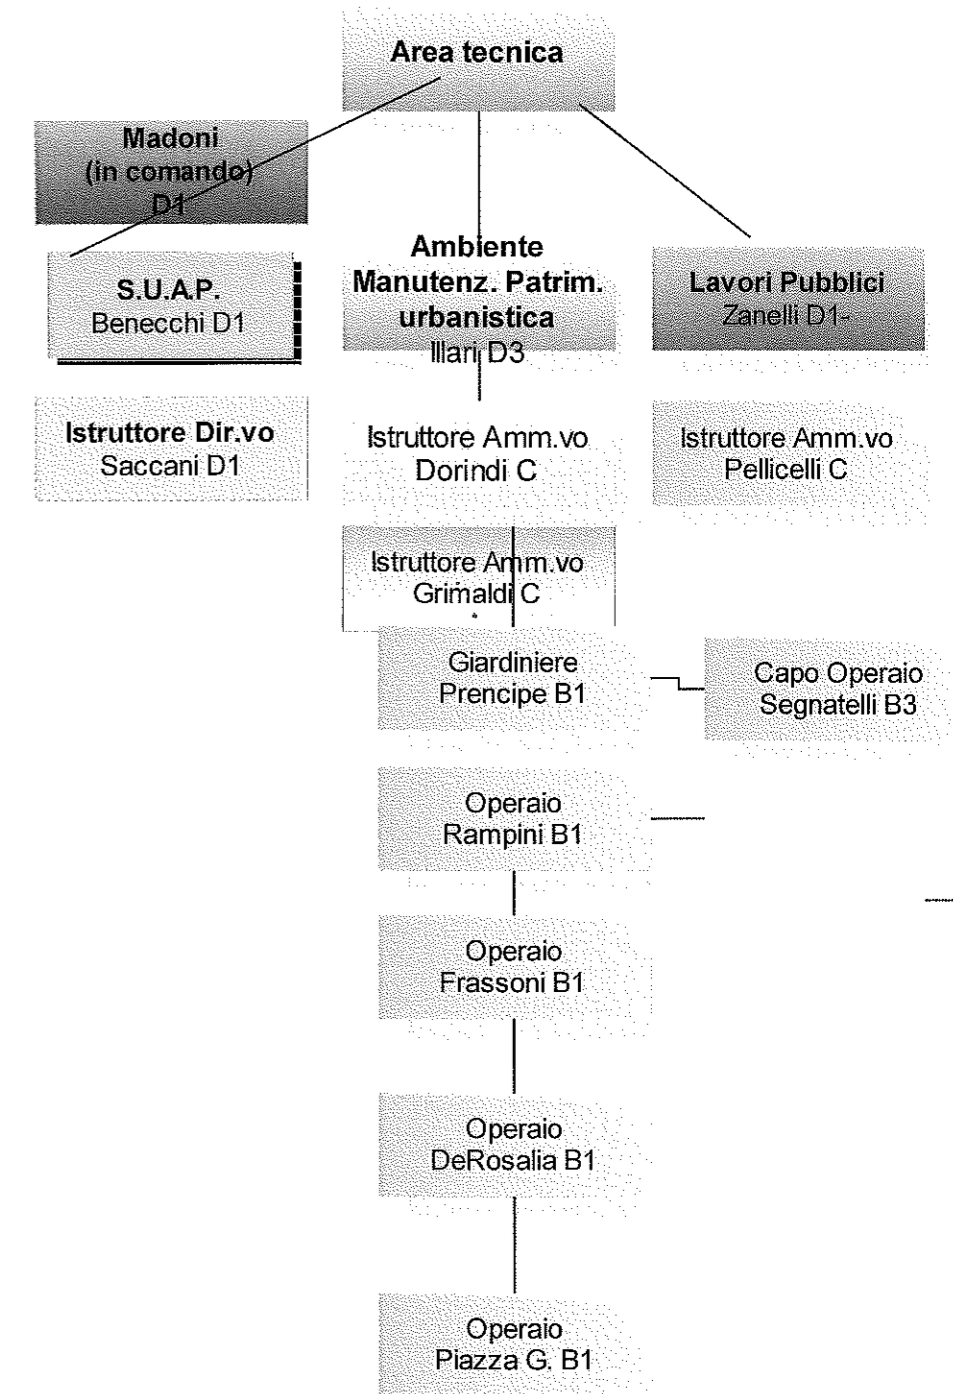 Area tecnica
Madoni
(in comando)
D1
S.U.A.P.
Benecchi D1
Ambiente
Manutenz. Patrim.
urbanistica
Illari D3
Lavori Pubblici
Zanelli D1-
Istruttore Dir.vo
Saccani D1
Istruttore Amm.vo
Dorindi C
Istruttore Amm.vo
Pellicelli C
Istruttore Amm.vo
Grimaldi C
Giardiniere
Prencipe B1
Capo Operaio
Segnatelli B3
Operaio
Rampini B1
Operaio
Frassoni B1
Operaio
DeRosalia B1
Operaio
Piazza G. B1